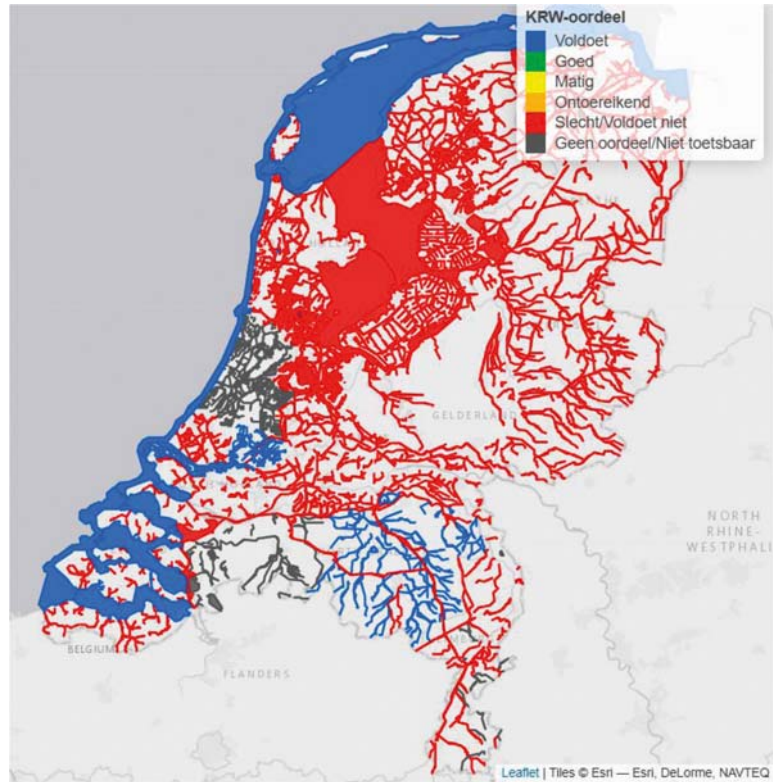 KRW-oordeel
Voldoet
Goed
Matig
Ontoereikend
Slecht/Voldoet niet
Geen oordeel/Niet toetsbaar
GELDERLAND
NORTH
RHINE-
WESTPHALI
BELGIUM
FLANDERS
Leaflet | Tiles © Esri — Esri, DeLorme, NAVTEQ